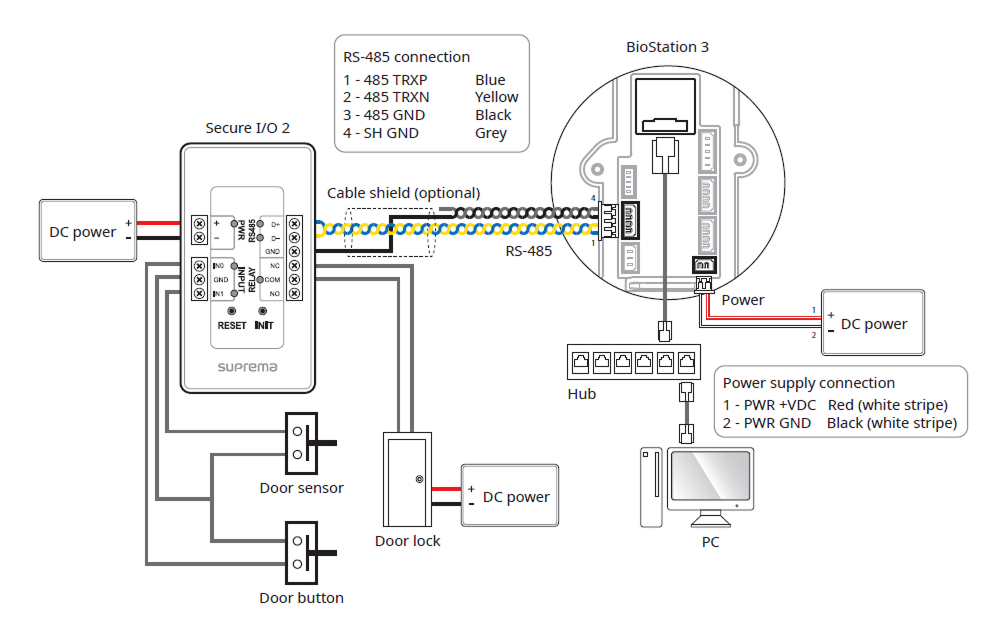 BioStation 3
RS-485 connection
1 - 485 TRXP Blue
2 - 485 TRXN Yellow
3 - 485 GND Black
4 - SH GND Grey
Secure I/O 2
Cable shield (optional)
4
1
RS-485
DC power
+
-
+
-
PWR
RS485
D+
D-
GND
IN0
GND
IN1
INPUT
RELAY
NC
COM
NO
RESET
INIT
suprema
Power
1
2
+
-
DC power
Hub
Power supply connection
1 - PWR +VDC Red (white stripe)
2 - PWR GND Black (white stripe)
Door sensor
+
-
DC power
Door lock
PC
Door button